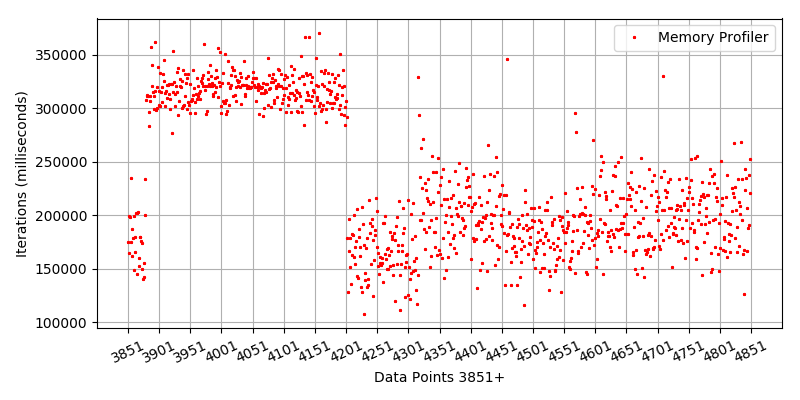 Memory Profiler
Iterations (milliseconds)
350000
300000
250000
200000
150000
100000
3851 3901 3951 4001 4051 4101 4151 4201 4251 4301 4351 4401 4451 4501 4551 4601 4651 4701 4751 4801 4851
Data Points 3851+